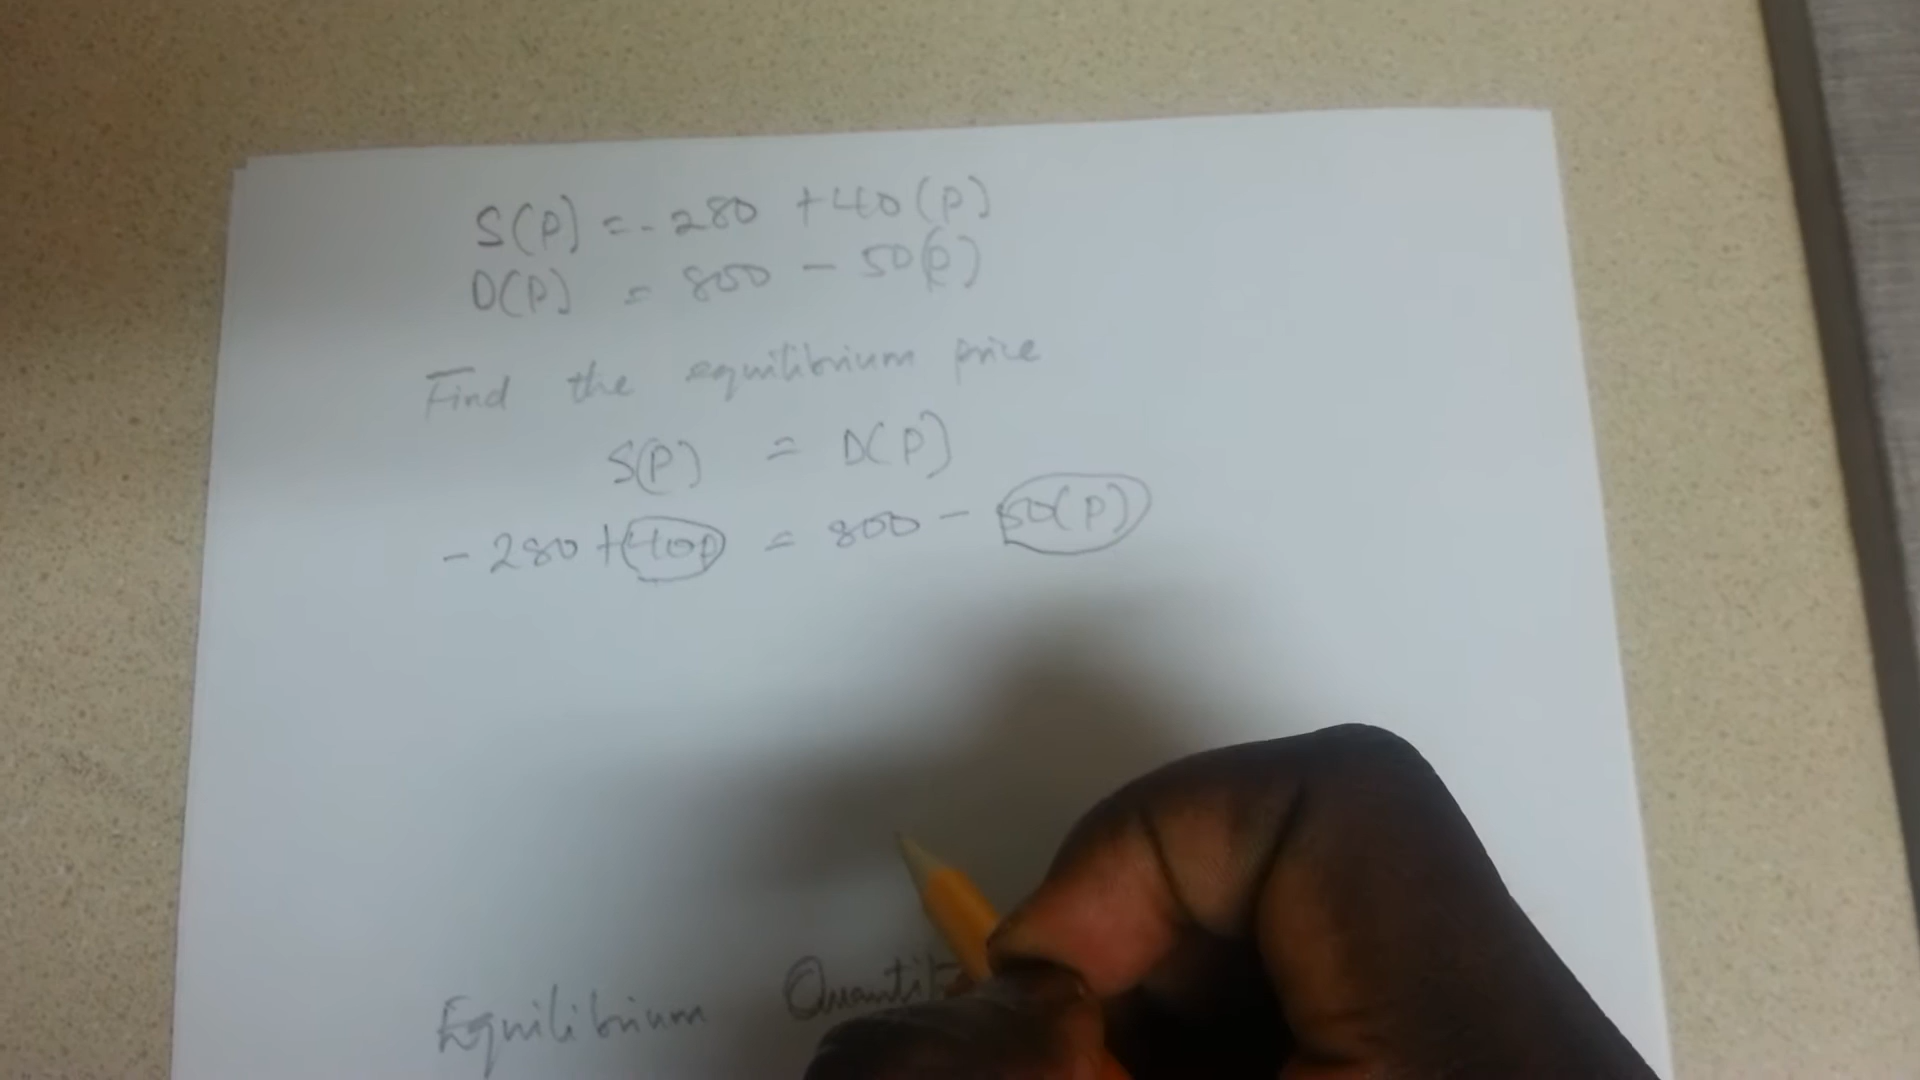 S(P) = -280 +40(P)
D(P) = 800 - 50(P)
Find the equilibrium price
S(P) = D(P)
-280 +40P = 800 - 50(P)
Equilibrium